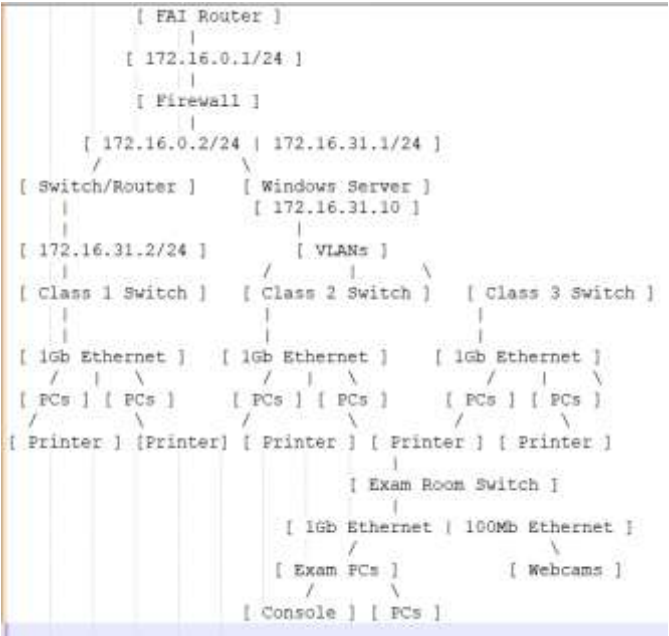 [ FAI Router ]
|
[ 172.16.0.1/24 ]
|
[ Firewall ]
|
[ 172.16.0.2/24 | 172.16.31.1/24 ]
/ \
[ Switch/Router ] [ Windows Server ]
| [ 172.16.31.10 ]
| |
[ 172.16.31.2/24 ] [ VLANs ]
| / | \
[ Class 1 Switch ] [ Class 2 Switch ] [ Class 3 Switch ]
| | |
| | |
[ 1Gb Ethernet ] [ 1Gb Ethernet ] [ 1Gb Ethernet ]
/ | \ / | \ / | \
[ PCs ] [ PCs ] [ PCs ] [ PCs ] [ PCs ] [ PCs ]
/ \ / \ / \
[ Printer ] [Printer] [ Printer ] [ Printer ] [ Printer ]
|
[ Exam Room Switch ]
|
[ 1Gb Ethernet | 100Mb Ethernet ]
/ \
[ Exam PCs ] [ Webcams ]
/ \
[ Console ] [ PCs ]